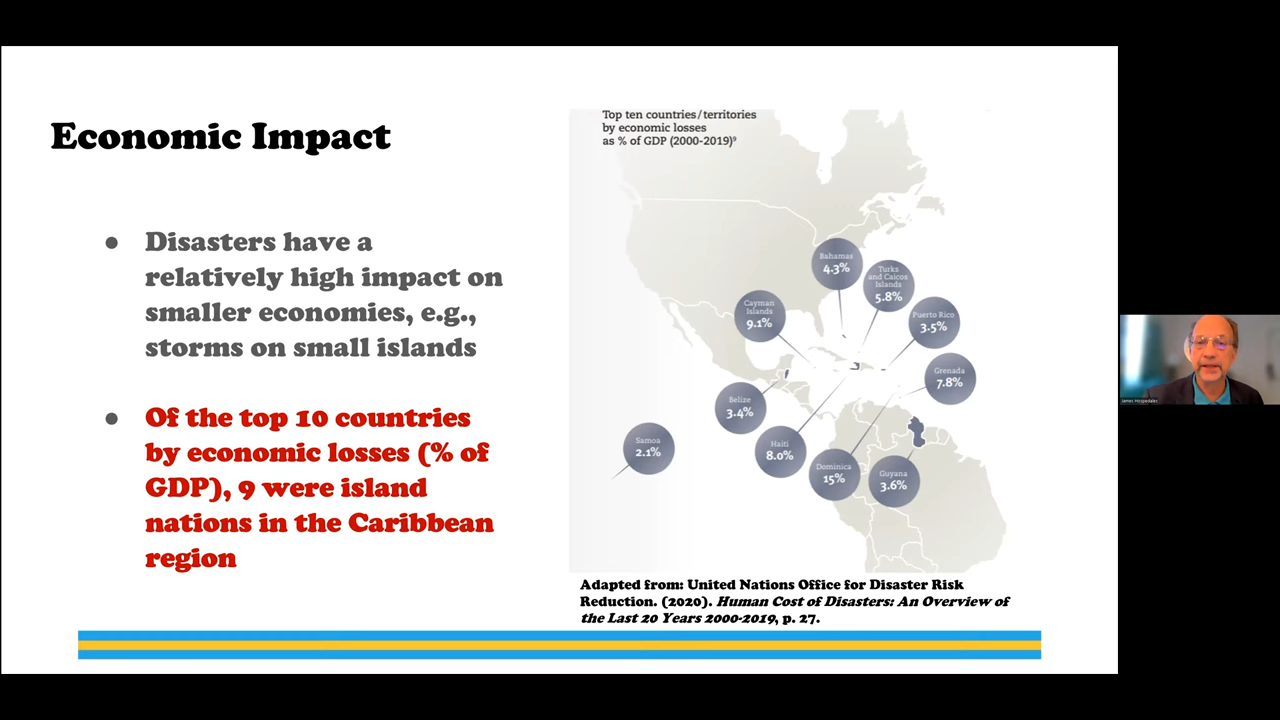 Economic Impact
● Disasters have a
relatively high impact on
smaller economies, e.g.,
storms on small islands
● Of the top 10 countries
by economic losses (% of
GDP), 9 were island
nations in the Caribbean
region
Top ten countries/territories
by economic losses
as % of GDP (2000-2019)⁹
Bahamas
4.3%
Turks
and Caicos
Islands
5.8%
Cayman
Islands
9.1%
Puerto Rico
3.5%
Grenada
7.8%
Belize
3.4%
Samoa
2.1%
Haiti
8.0%
Dominica
15%
Guyana
3.6%
Adapted from: United Nations Office for Disaster Risk
Reduction. (2020). Human Cost of Disasters: An Overview of
the Last 20 Years 2000-2019, p. 27.
James Hospedales